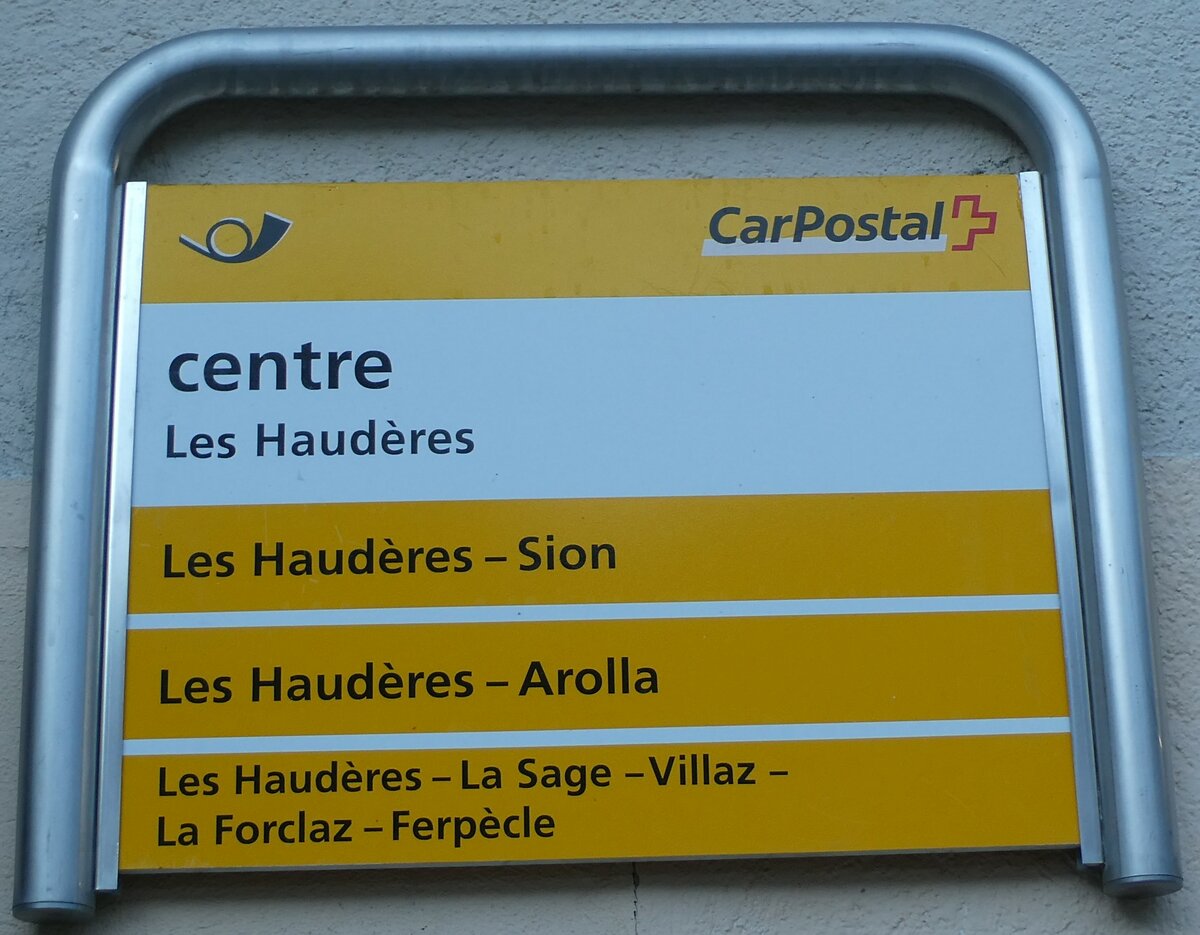 CarPostal
centre
Les Haudères
Les Haudères – Sion
Les Haudères – Arolla
Les Haudères – La Sage – Villaz –
La Forclaz – Ferpècle